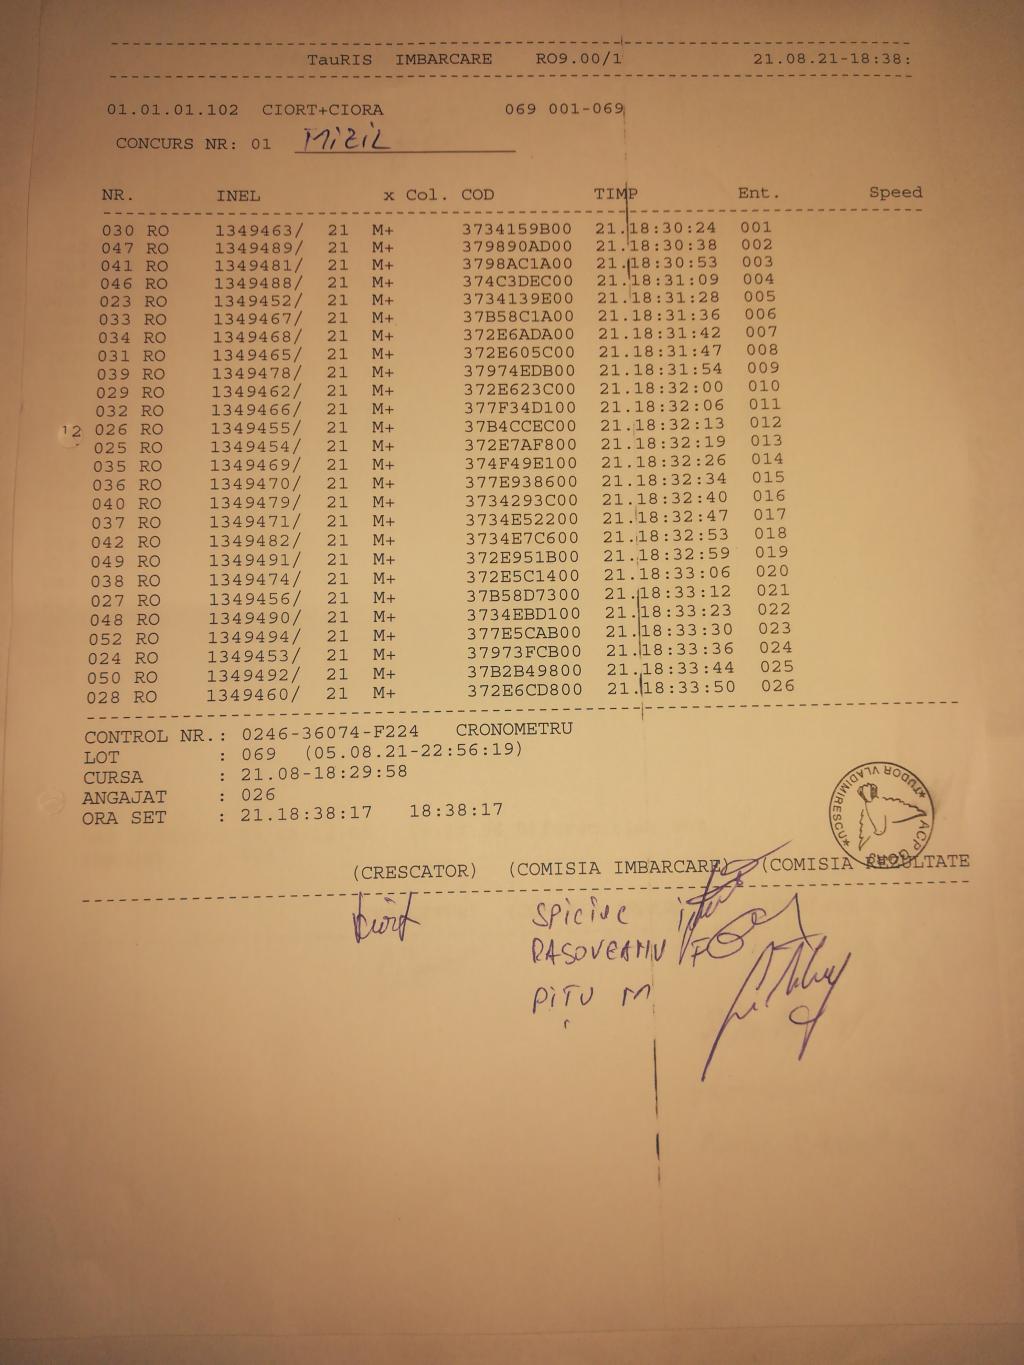 TauRIS IMBARCARE RO9.00/1 21.08.21-18:38:
01.01.01.102 CIORT+CIORA 069 001-069
CONCURS NR: 01 MIZIL
NR. INEL x Col. COD TIMP Ent. Speed
030 RO 1349463/ 21 M+ 3734159B00 21.18:30:24 001
047 RO 1349489/ 21 M+ 379890AD00 21.18:30:38 002
041 RO 1349481/ 21 M+ 3798AC1A00 21.18:30:53 003
046 RO 1349488/ 21 M+ 374C3DEC00 21.18:31:09 004
023 RO 1349452/ 21 M+ 3734139E00 21.18:31:28 005
033 RO 1349467/ 21 M+ 37B58C1A00 21.18:31:36 006
034 RO 1349468/ 21 M+ 372E6ADA00 21.18:31:42 007
031 RO 1349465/ 21 M+ 372E605C00 21.18:31:47 008
039 RO 1349478/ 21 M+ 37974EDB00 21.18:31:54 009
029 RO 1349462/ 21 M+ 372E623C00 21.18:32:00 010
032 RO 1349466/ 21 M+ 377F34D100 21.18:32:06 011
12 026 RO 1349455/ 21 M+ 37B4CCEC00 21.18:32:13 012
025 RO 1349454/ 21 M+ 372E7AF800 21.18:32:19 013
035 RO 1349469/ 21 M+ 374F49E100 21.18:32:26 014
036 RO 1349470/ 21 M+ 377E938600 21.18:32:34 015
040 RO 1349479/ 21 M+ 3734293C00 21.18:32:40 016
037 RO 1349471/ 21 M+ 3734E52200 21.18:32:47 017
042 RO 1349482/ 21 M+ 3734E7C600 21.18:32:53 018
049 RO 1349491/ 21 M+ 372E951B00 21.18:32:59 019
038 RO 1349474/ 21 M+ 372E5C1400 21.18:33:06 020
027 RO 1349456/ 21 M+ 37B58D7300 21.18:33:12 021
048 RO 1349490/ 21 M+ 3734EBD100 21.18:33:23 022
052 RO 1349494/ 21 M+ 377E5CAB00 21.18:33:30 023
024 RO 1349453/ 21 M+ 37973FCB00 21.18:33:36 024
050 RO 1349492/ 21 M+ 37B2B49800 21.18:33:44 025
028 RO 1349460/ 21 M+ 372E6CD800 21.18:33:50 026
CONTROL NR.: 0246-36074-F224 CRONOMETRU
LOT : 069 (05.08.21-22:56:19)
CURSA : 21.08-18:29:58
ANGAJAT : 026
ORA SET : 21.18:38:17 18:38:17
*TUDOR VLADIMIRESCU* ACP GORJ
(CRESCATOR) (COMISIA IMBARCARE) (COMISIA REZULTATE
Ciort
RASOVEANU F
PITU M